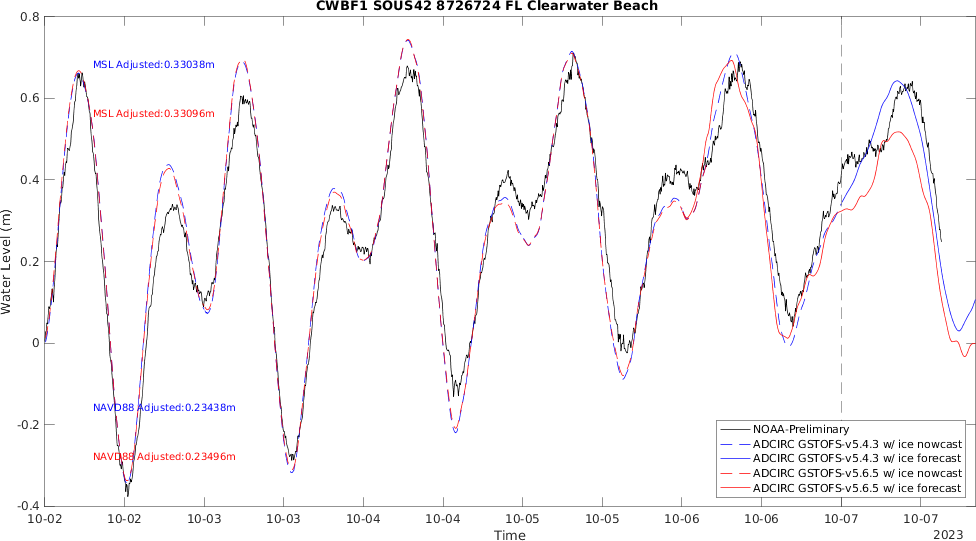 CWBF1 SOUS42 8726724 FL Clearwater Beach
0.8
0.6
0.4
0.2
0
-0.2
-0.4
Water Level (m)
MSL Adjusted:0.33038m
MSL Adjusted:0.33096m
NAVD88 Adjusted:0.23438m
NAVD88 Adjusted:0.23496m
NOAA-Preliminary
ADCIRC GSTOFS-v5.4.3 w/ ice nowcast
ADCIRC GSTOFS-v5.4.3 w/ ice forecast
ADCIRC GSTOFS-v5.6.5 w/ ice nowcast
ADCIRC GSTOFS-v5.6.5 w/ ice forecast
10-02 10-02 10-03 10-03 10-04 10-04 10-05 10-05 10-06 10-06 10-07 10-07
Time
2023